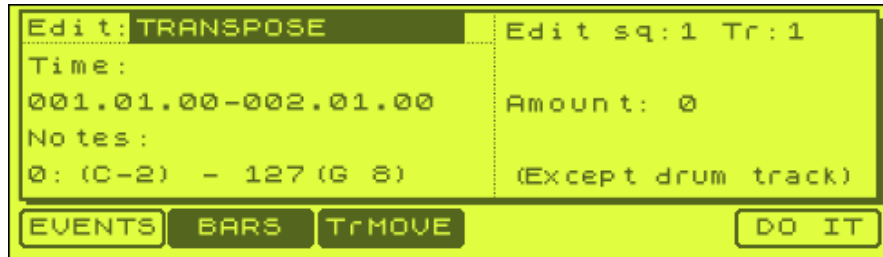 Edit:TRANSPOSE
Edit sq:1 Tr:1
Time:
001.01.00-002.01.00
Amount: 0
Notes:
0:(C-2) - 127(G 8)
(Except drum track)
EVENTS BARS TrMOVE DO IT